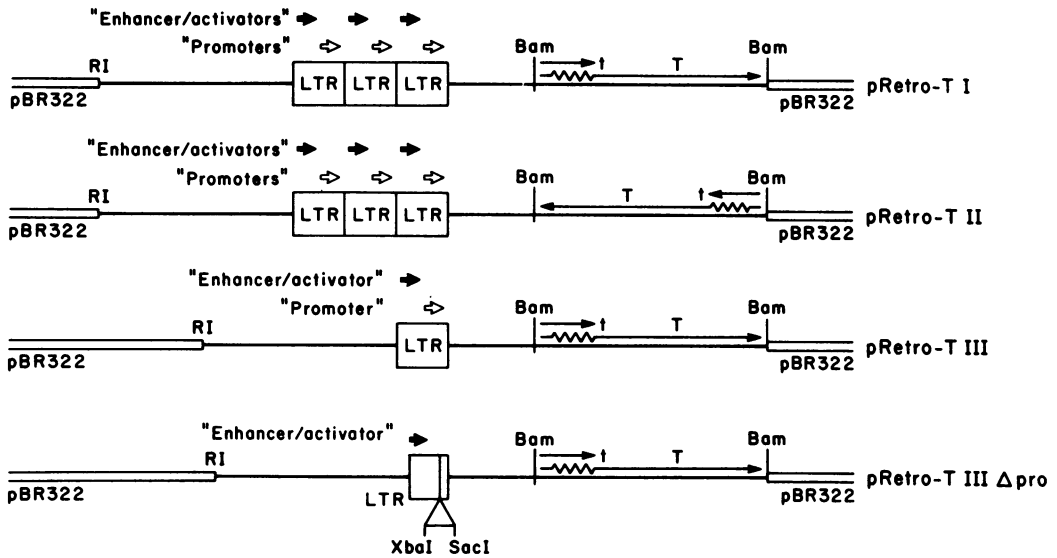 "Enhancer/activators"
"Promoters"
RI
LTR LTR LTR
Bam
t
T
Bam
pBR322
pBR322
pRetro-T I
"Enhancer/activators"
"Promoters"
RI
LTR LTR LTR
Bam
T
t
Bam
pBR322
pBR322
pRetro-T II
"Enhancer/activator"
"Promoter"
RI
LTR
Bam
t
T
Bam
pBR322
pBR322
pRetro-T III
"Enhancer/activator"
RI
LTR
Bam
t
T
Bam
pBR322
pBR322
pRetro-T III Δ pro
XbaI SacI